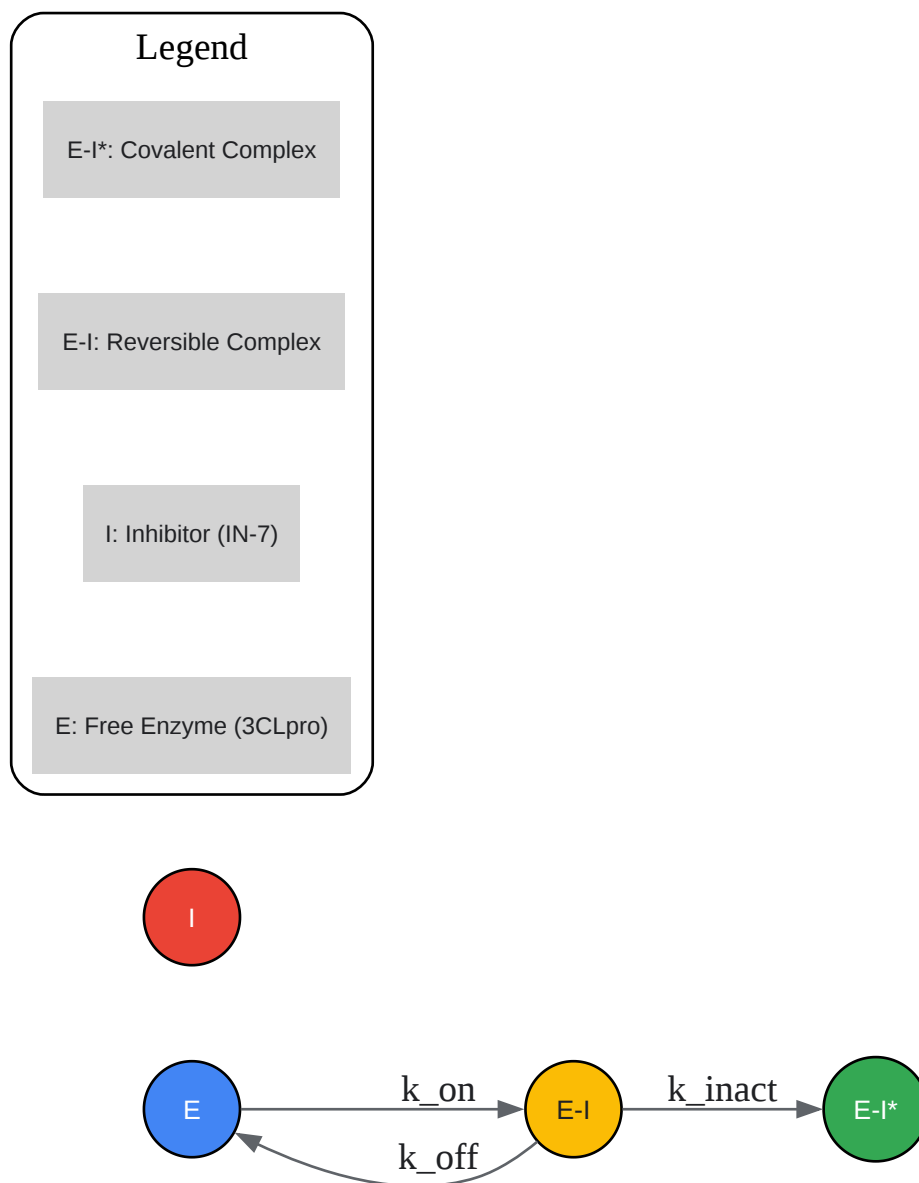 Legend
E-I*: Covalent Complex
E-I: Reversible Complex
I: Inhibitor (IN-7)
E: Free Enzyme (3CLpro)
I
E
k_on
E-I
k_inact
E-I*
k_off